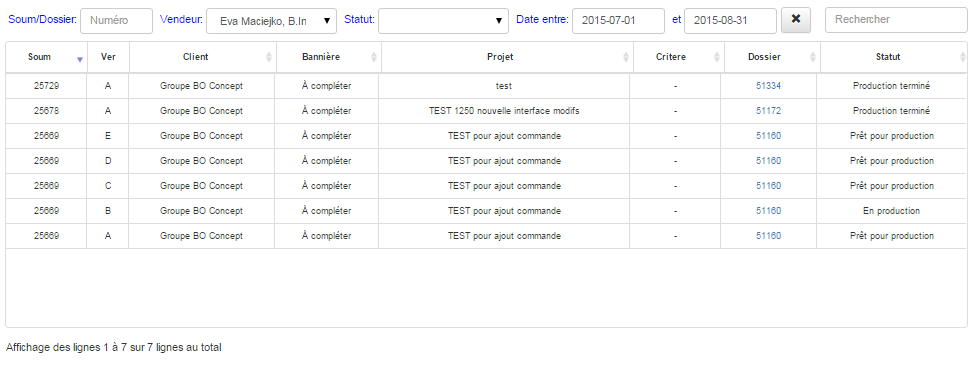 Soum/Dossier: Numéro Vendeur: Eva Maciejko, B.In Statut: Date entre: 2015-07-01 et 2015-08-31 Rechercher
Soum Ver Client Bannière Projet Critere Dossier Statut
25729 A Groupe BO Concept À compléter test - 51334 Production terminé
25678 A Groupe BO Concept À compléter TEST 1250 nouvelle interface modifs - 51172 Production terminé
25669 E Groupe BO Concept À compléter TEST pour ajout commande - 51160 Prêt pour production
25669 D Groupe BO Concept À compléter TEST pour ajout commande - 51160 Prêt pour production
25669 C Groupe BO Concept À compléter TEST pour ajout commande - 51160 Prêt pour production
25669 B Groupe BO Concept À compléter TEST pour ajout commande - 51160 En production
25669 A Groupe BO Concept À compléter TEST pour ajout commande - 51160 Prêt pour production
Affichage des lignes 1 à 7 sur 7 lignes au total